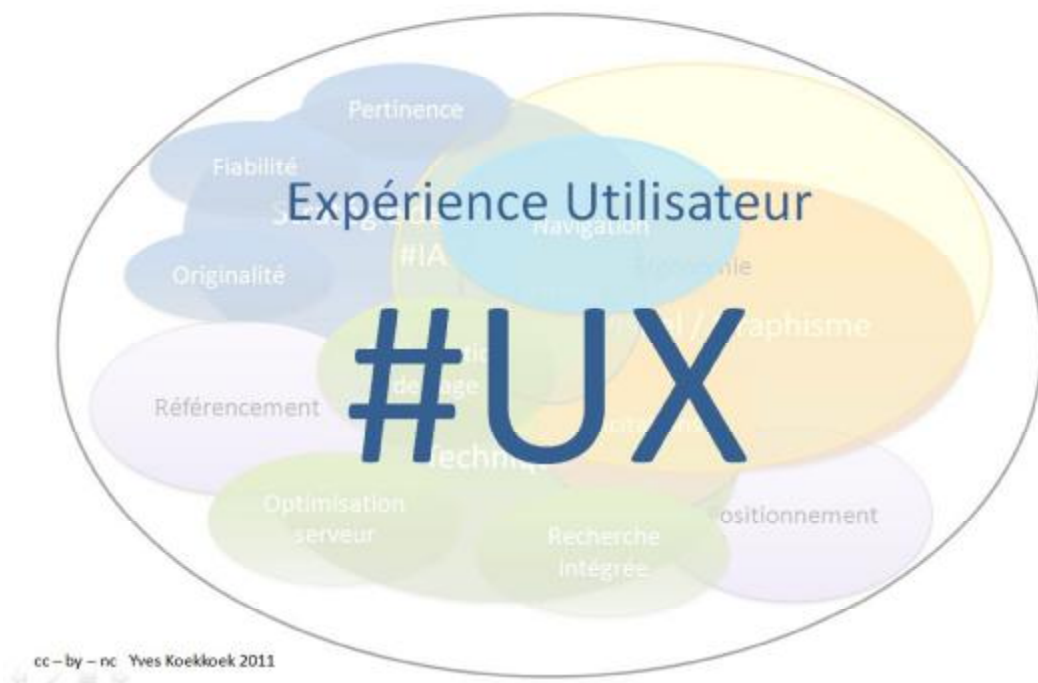 Pertinence
Fiabilité
Expérience Utilisateur
Navigation
#IA
Originalité
#UX
Référencement
Optimisation
serveur
Recherche
intégrée
cc – by – nc Yves Koekkoek 2011